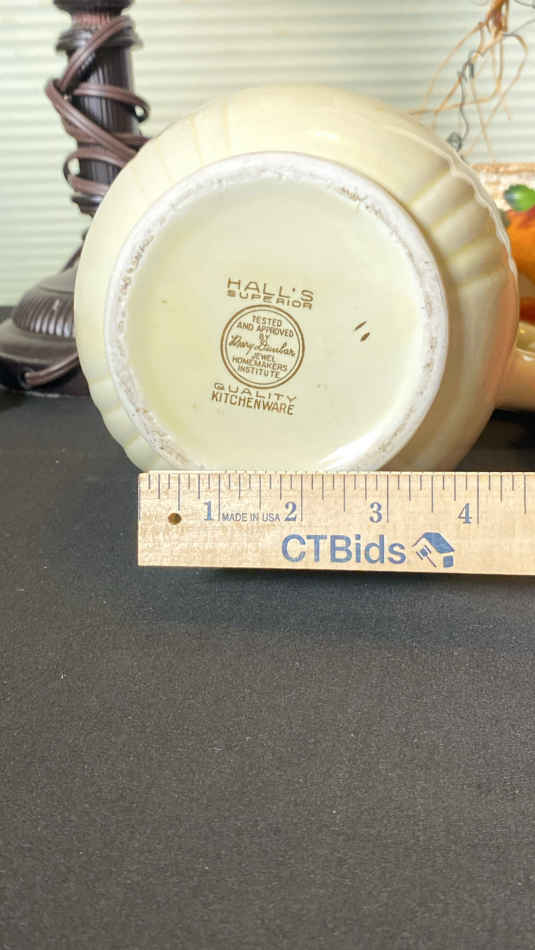 HALL'S
SUPERIOR
TESTED
AND APPROVED
BY
Mary Dunbar
JEWEL
HOMEMAKERS
INSTITUTE
QUALITY
KITCHENWARE
1 MADE IN USA 2 3 4
CTBids